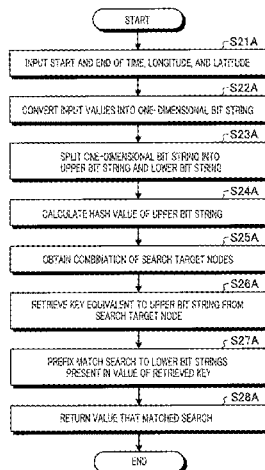 START
S21A
INPUT START AND END OF TIME, LONGITUDE, AND LATITUDE
S22A
CONVERT INPUT VALUES INTO ONE-DIMENSIONAL BIT STRING
S23A
SPLIT ONE-DIMENSIONAL BIT STRING INTO
UPPER BIT STRING AND LOWER BIT STRING
S24A
CALCULATE HASH VALUE OF UPPER BIT STRING
S25A
OBTAIN COMBINATION OF SEARCH TARGET NODES
S26A
RETRIEVE KEY EQUIVALENT TO UPPER BIT STRING FROM
SEARCH TARGET NODE
S27A
PREFIX MATCH SEARCH TO LOWER BIT STRINGS
PRESENT IN VALUE OF RETRIEVED KEY
S28A
RETURN VALUE THAT MATCHED SEARCH
END